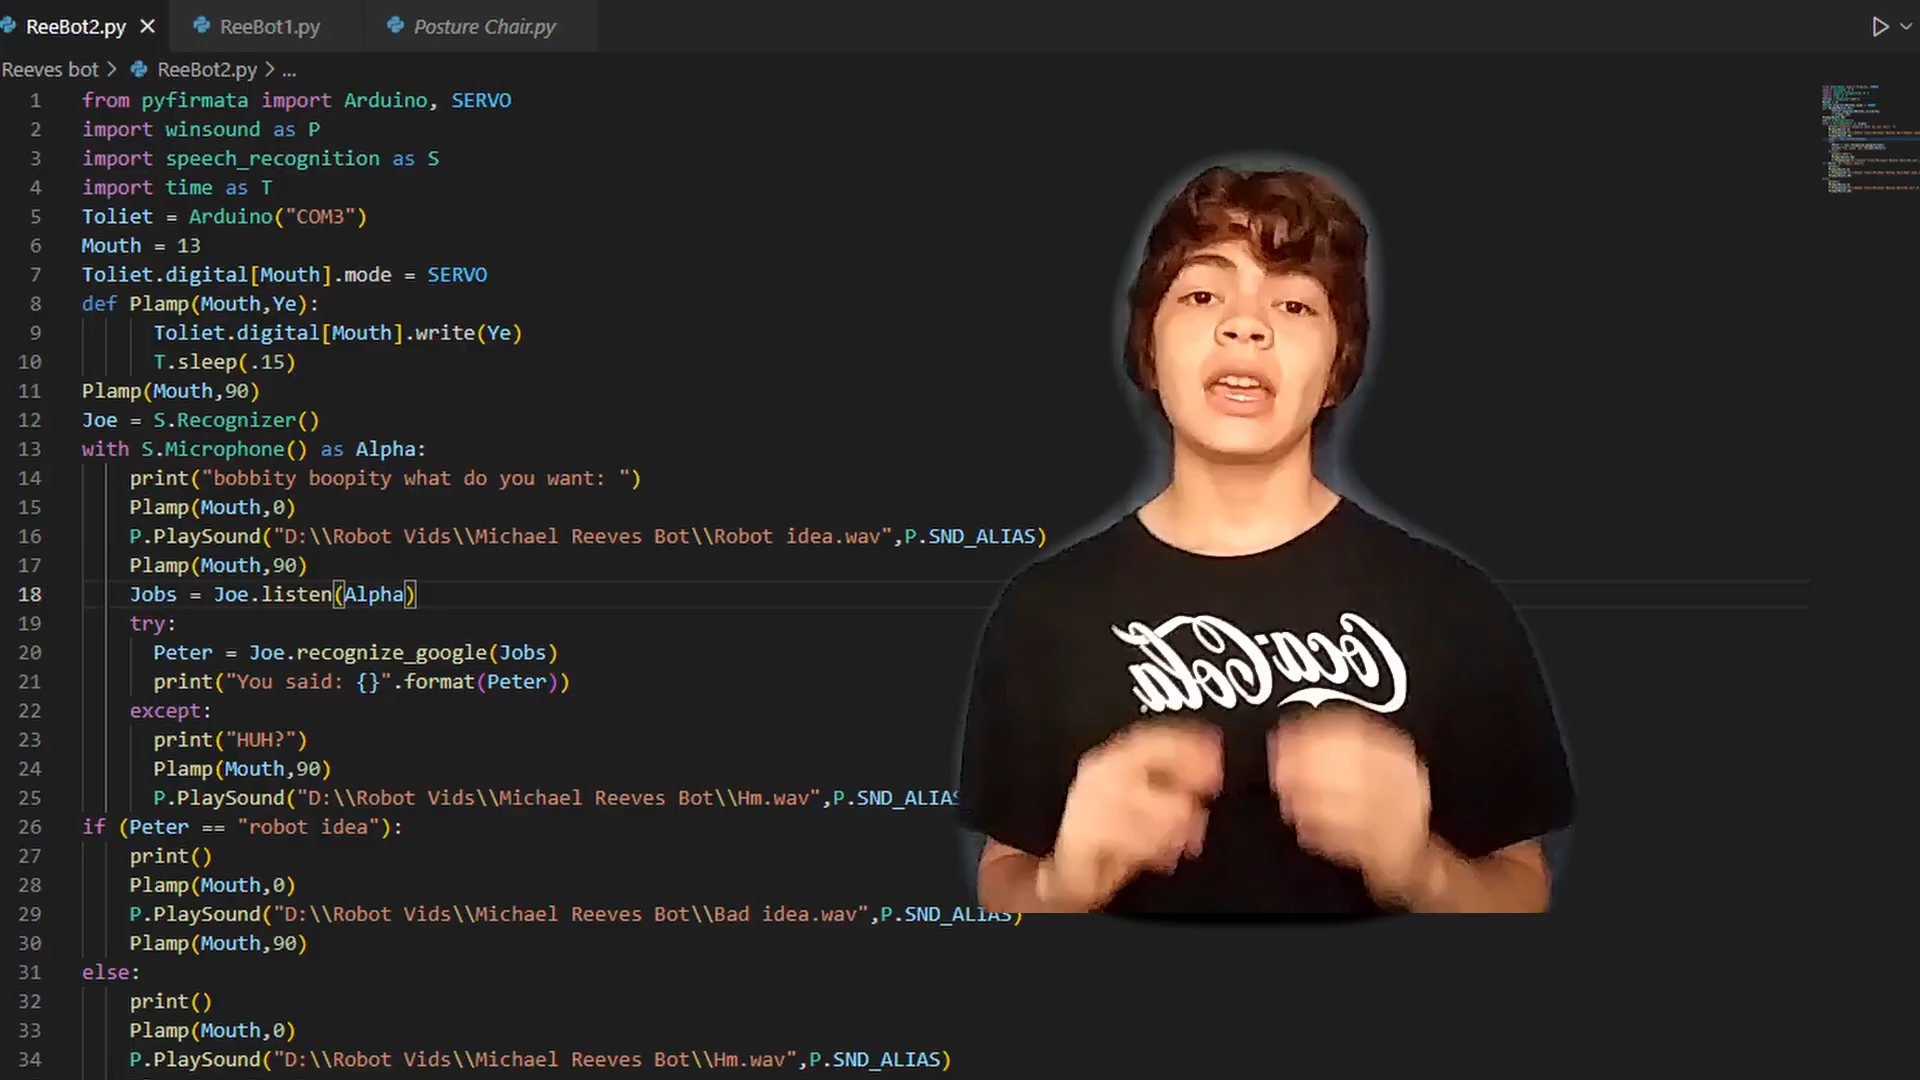 ReeBot2.py
ReeBot1.py
Posture Chair.py
Reeves bot > ReeBot2.py > ...
1 from pyfirmata import Arduino, SERVO
2 import winsound as P
3 import speech_recognition as S
4 import time as T
5 Toliet = Arduino("COM3")
6 Mouth = 13
7 Toliet.digital[Mouth].mode = SERVO
8 def Plamp(Mouth,Ye):
9 Toliet.digital[Mouth].write(Ye)
10 T.sleep(.15)
11 Plamp(Mouth,90)
12 Joe = S.Recognizer()
13 with S.Microphone() as Alpha:
14 print("bobbity boopity what do you want: ")
15 Plamp(Mouth,0)
16 P.PlaySound("D:\\Robot Vids\\Michael Reeves Bot\\Robot idea.wav",P.SND_ALIAS)
17 Plamp(Mouth,90)
18 Jobs = Joe.listen(Alpha)
19 try:
20 Peter = Joe.recognize_google(Jobs)
21 print("You said: {}".format(Peter))
22 except:
23 print("HUH?")
24 Plamp(Mouth,90)
25 P.PlaySound("D:\\Robot Vids\\Michael Reeves Bot\\Hm.wav",P.SND_ALIAS
26 if (Peter == "robot idea"):
27 print()
28 Plamp(Mouth,0)
29 P.PlaySound("D:\\Robot Vids\\Michael Reeves Bot\\Bad idea.wav",P.SND_ALIAS)
30 Plamp(Mouth,90)
31 else:
32 print()
33 Plamp(Mouth,0)
34 P.PlaySound("D:\\Robot Vids\\Michael Reeves Bot\\Hm.wav",P.SND_ALIAS)
Coca-Cola